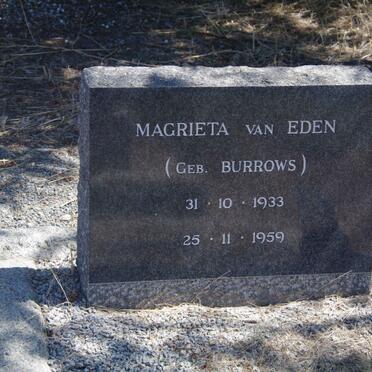 MAGRIETA VAN EDEN
(GEB. BURROWS)
31 · 10 · 1933
25 · 11 · 1959